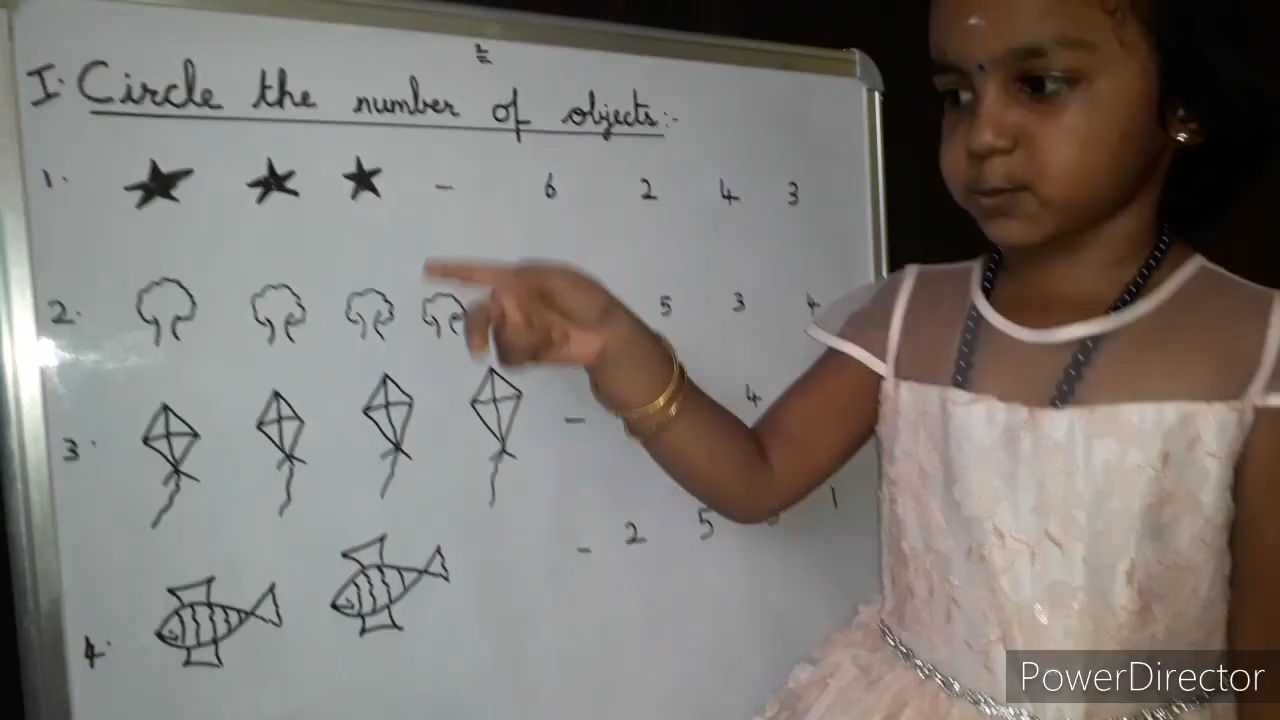 I. Circle the number of objects:-
1. - 6 2 4 3
2. 5 3 4
3. - 4
4. - 2 5 1
PowerDirector